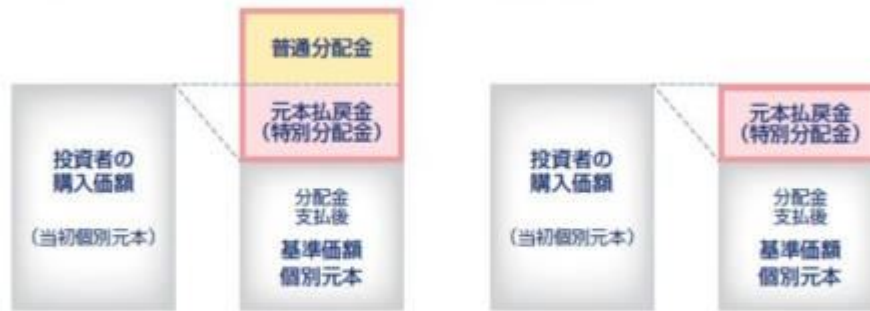 普通分配金
元本払戻金
(特別分配金)
投資者の
購入価額
(当初個別元本)
分配金
支払後
基準価額
個別元本
元本払戻金
(特別分配金)
投資者の
購入価額
(当初個別元本)
分配金
支払後
基準価額
個別元本